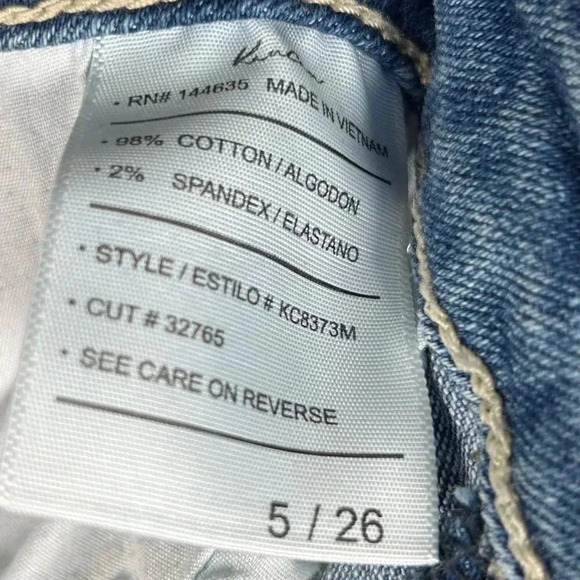 KanCan
• RN# 144635 MADE IN VIETNAM
• 98% COTTON / ALGODON
• 2% SPANDEX / ELASTANO
• STYLE / ESTILO # KC8373M
• CUT # 32765
• SEE CARE ON REVERSE
5 / 26